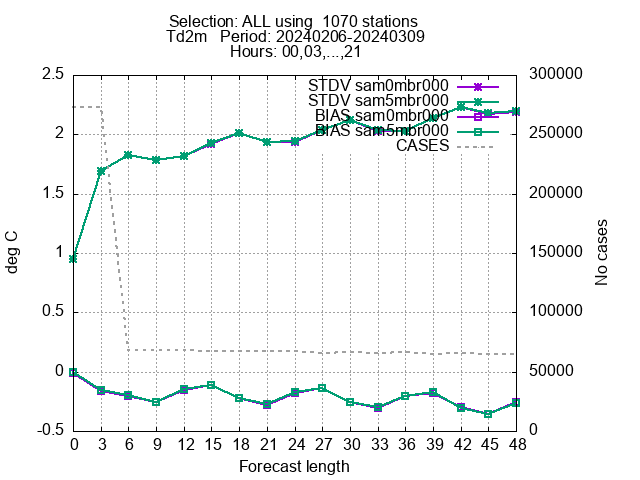 Selection: ALL using  1070 stations
Td2m   Period: 20240206-20240309
Hours: 00,03,...,21
2.5
2
1.5
1
0.5
0
-0.5
deg C
300000
250000
200000
150000
100000
50000
0
No cases
STDV sam0mbr000
STDV sam5mbr000
BIAS sam0mbr000
BIAS sam5mbr000
CASES
0 3 6 9 12 15 18 21 24 27 30 33 36 39 42 45 48
Forecast length